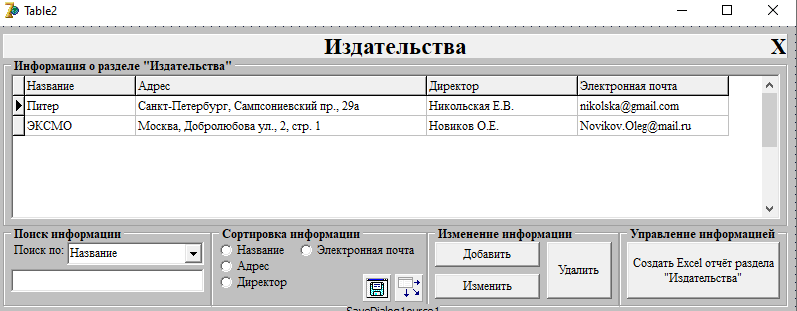 Table2
Издательства X
Информация о разделе "Издательства"
Название Адрес Директор Электронная почта
Питер Санкт-Петербург, Сампсониевский пр., 29а Никольская Е.В. nikolska@gmail.com
ЭКСМО Москва, Добролюбова ул., 2, стр. 1 Новиков О.Е. Novikov.Oleg@mail.ru
Поиск информации
Поиск по: Название
Сортировка информации
Название Электронная почта
Адрес
Директор
Изменение информации
Добавить
Изменить
Удалить
Управление информацией
Создать Excel отчёт раздела
"Издательства"